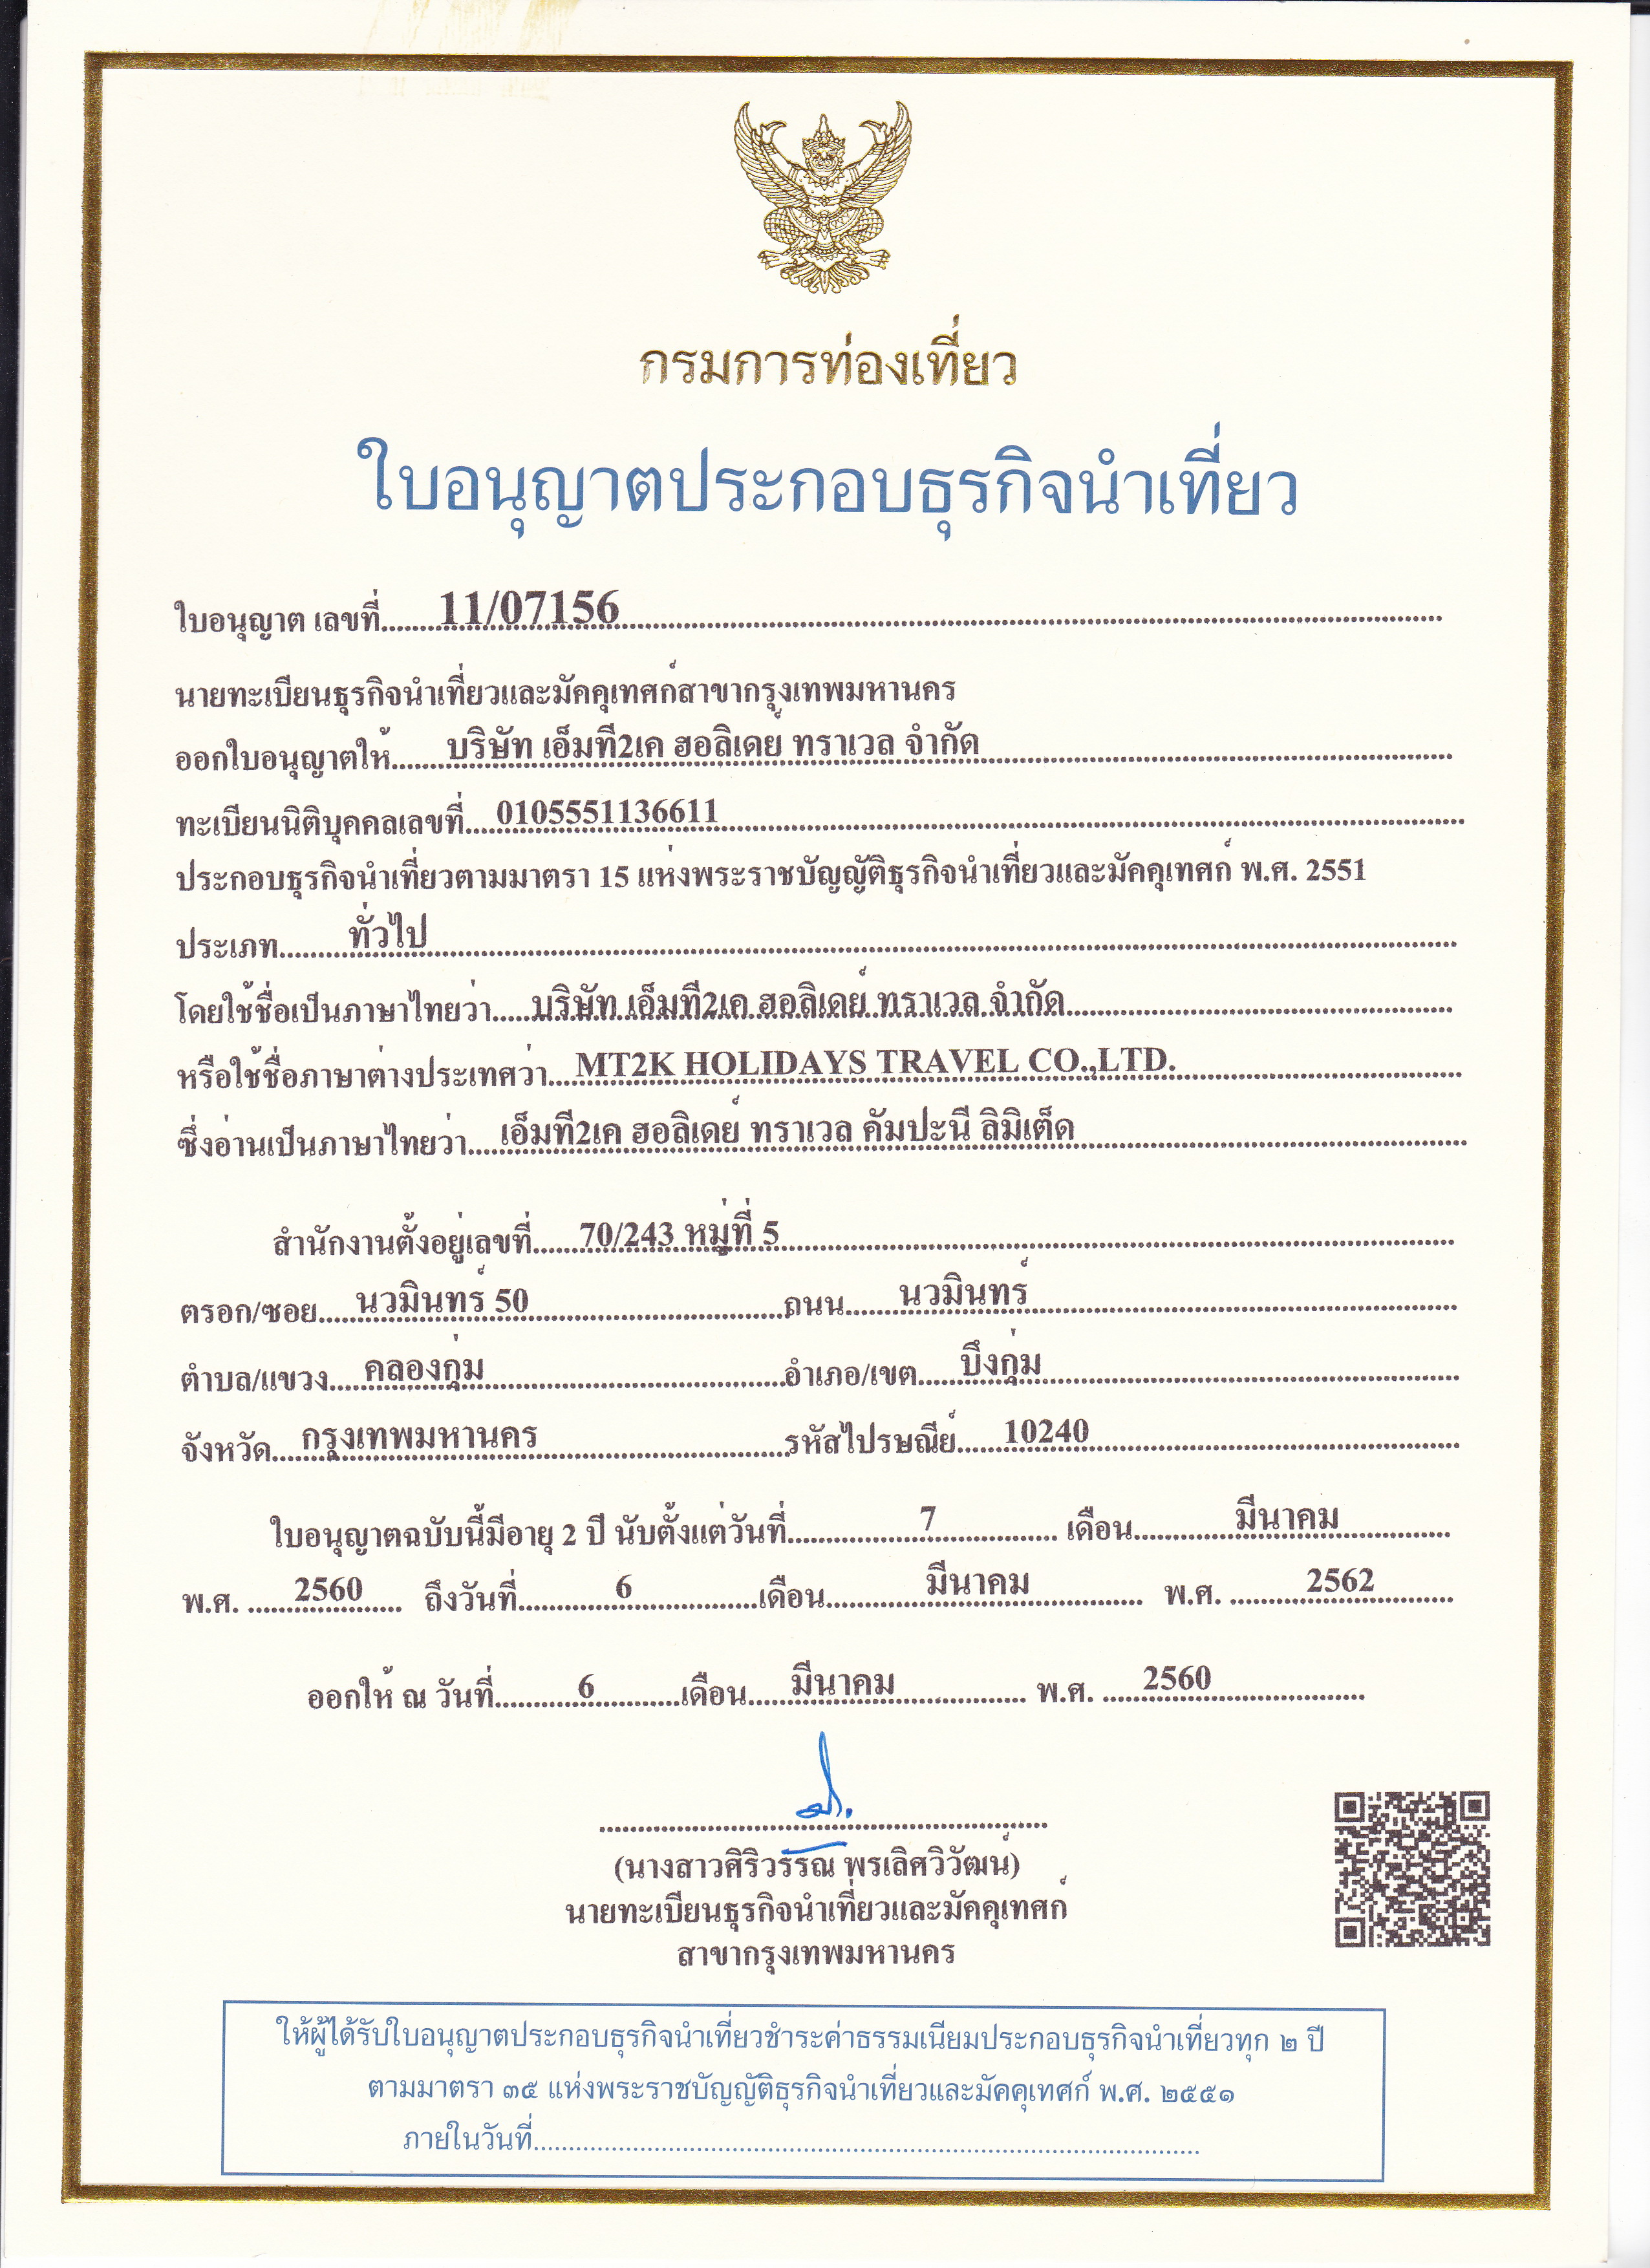 กรมการท่องเที่ยว
ใบอนุญาตประกอบธุรกิจนำเที่ยว
ใบอนุญาต เลขที่ 11/07156
นายทะเบียนธุรกิจนำเที่ยวและมัคคุเทศก์สาขากรุงเทพมหานคร
ออกใบอนุญาตให้ บริษัท เอ็มที2เค ฮอลิเดย์ ทราเวล จำกัด
ทะเบียนนิติบุคคลเลขที่ 0105551136611
ประกอบธุรกิจนำเที่ยวตามมาตรา 15 แห่งพระราชบัญญัติธุรกิจนำเที่ยวและมัคคุเทศก์ พ.ศ. 2551
ประเภท ทั่วไป
โดยใช้ชื่อเป็นภาษาไทยว่า บริษัท เอ็มที2เค ฮอลิเดย์ ทราเวล จำกัด
หรือใช้ชื่อภาษาต่างประเทศว่า MT2K HOLIDAYS TRAVEL CO.,LTD.
ซึ่งอ่านเป็นภาษาไทยว่า เอ็มที2เค ฮอลิเดย์ ทราเวล คัมปะนี ลิมิเต็ด
สำนักงานตั้งอยู่เลขที่ 70/243 หมู่ที่ 5
ตรอก/ซอย นวมินทร์ 50 ถนน นวมินทร์
ตำบล/แขวง คลองกุ่ม อำเภอ/เขต บึงกุ่ม
จังหวัด กรุงเทพมหานคร รหัสไปรษณีย์ 10240
ใบอนุญาตฉบับนี้มีอายุ 2 ปี นับตั้งแต่วันที่ 7 เดือน มีนาคม
พ.ศ. 2560 ถึงวันที่ 6 เดือน มีนาคม พ.ศ. 2562
ออกให้ ณ วันที่ 6 เดือน มีนาคม พ.ศ. 2560
(นางสาวศิริวรรณ พรเลิศวิวัฒน์)
นายทะเบียนธุรกิจนำเที่ยวและมัคคุเทศก์
สาขากรุงเทพมหานคร
ให้ผู้ได้รับใบอนุญาตประกอบธุรกิจนำเที่ยวชำระค่าธรรมเนียมประกอบธุรกิจนำเที่ยวทุก ๒ ปี
ตามมาตรา ๓๕ แห่งพระราชบัญญัติธุรกิจนำเที่ยวและมัคคุเทศก์ พ.ศ. ๒๕๕๑
ภายในวันที่